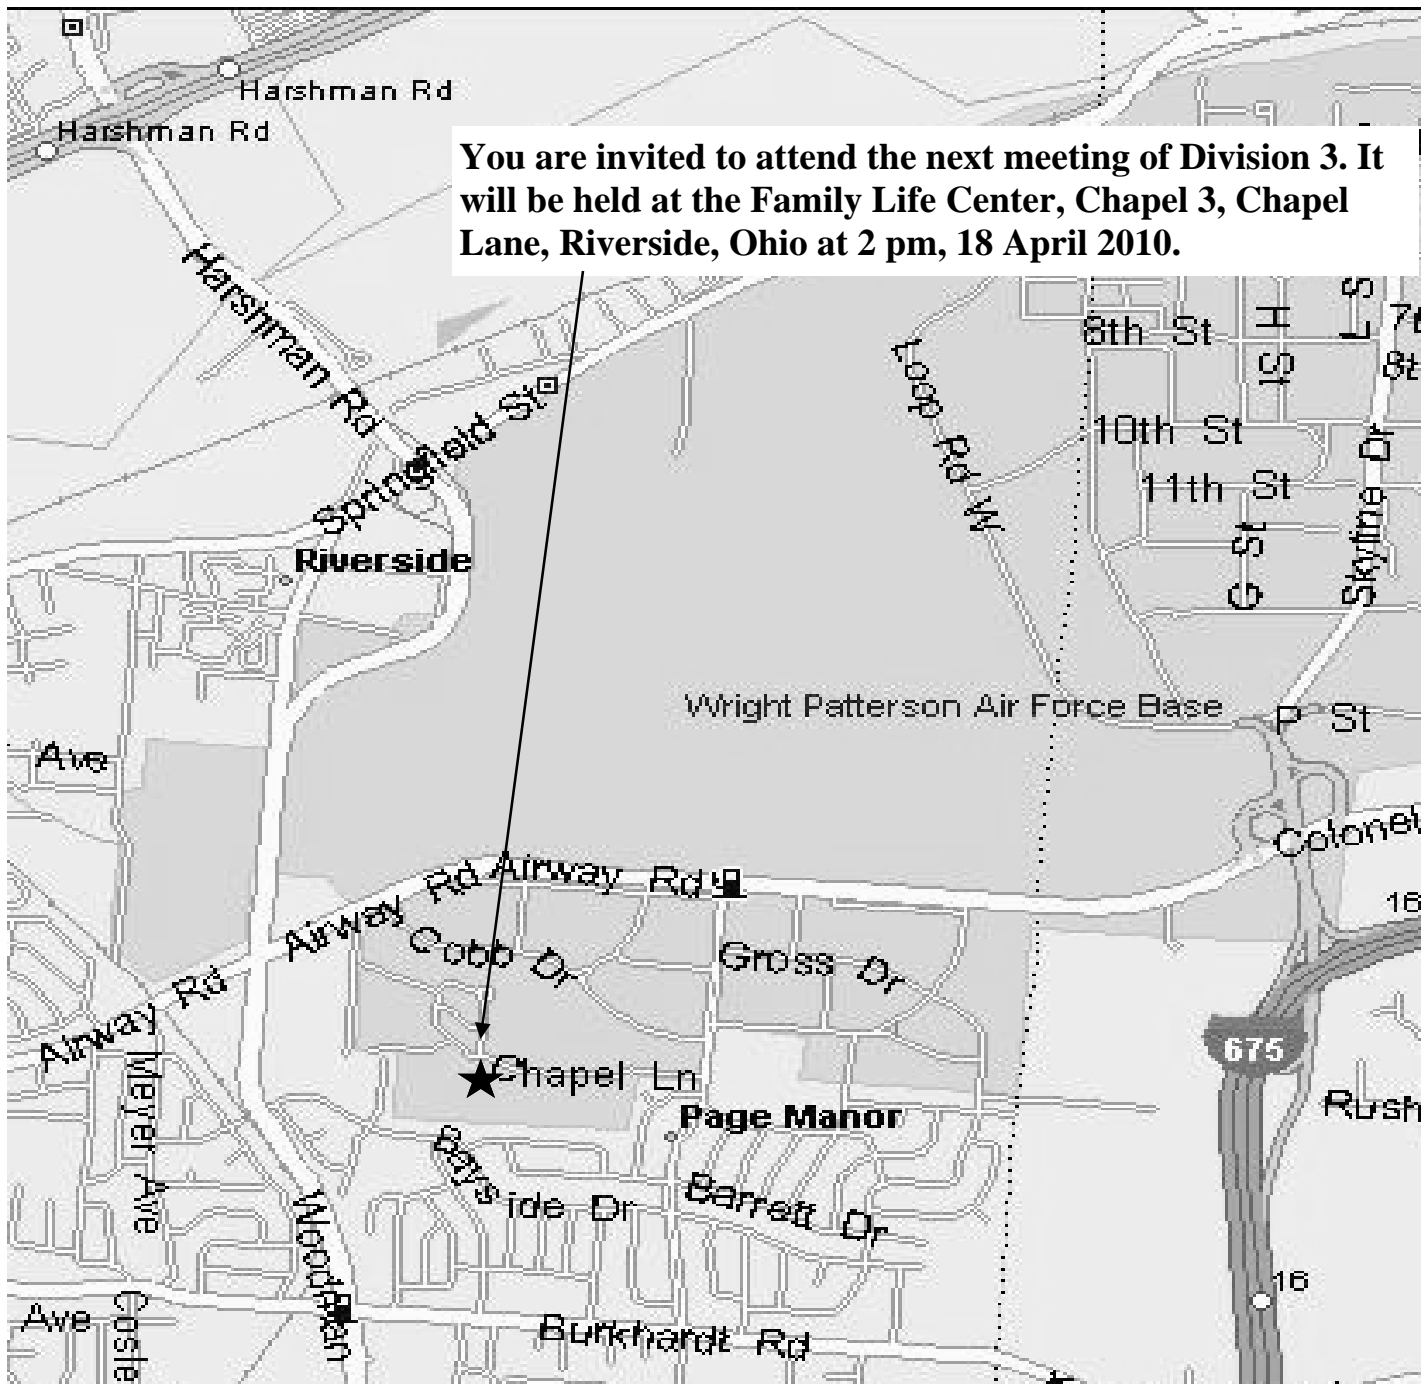 Harshman Rd
Harshman Rd
You are invited to attend the next meeting of Division 3. It
will be held at the Family Life Center, Chapel 3, Chapel
Lane, Riverside, Ohio at 2 pm, 18 April 2010.
Harshman Rd
Springfield St
Riverside
Loop Rd W
8th St
H St
L S
10th St
11th St
G St
Skyline Dr
Wright Patterson Air Force Base
P St
Ave
Colonel
Airway Rd
Airway Rd
Airway Rd
Cobb Dr
Gross Dr
16
675
Chapel Ln
Page Manor
Meyer Ave
Rush
Bayside Dr
Barrett Dr
Woodman
16
Ave
Cosle
Burkhardt Rd